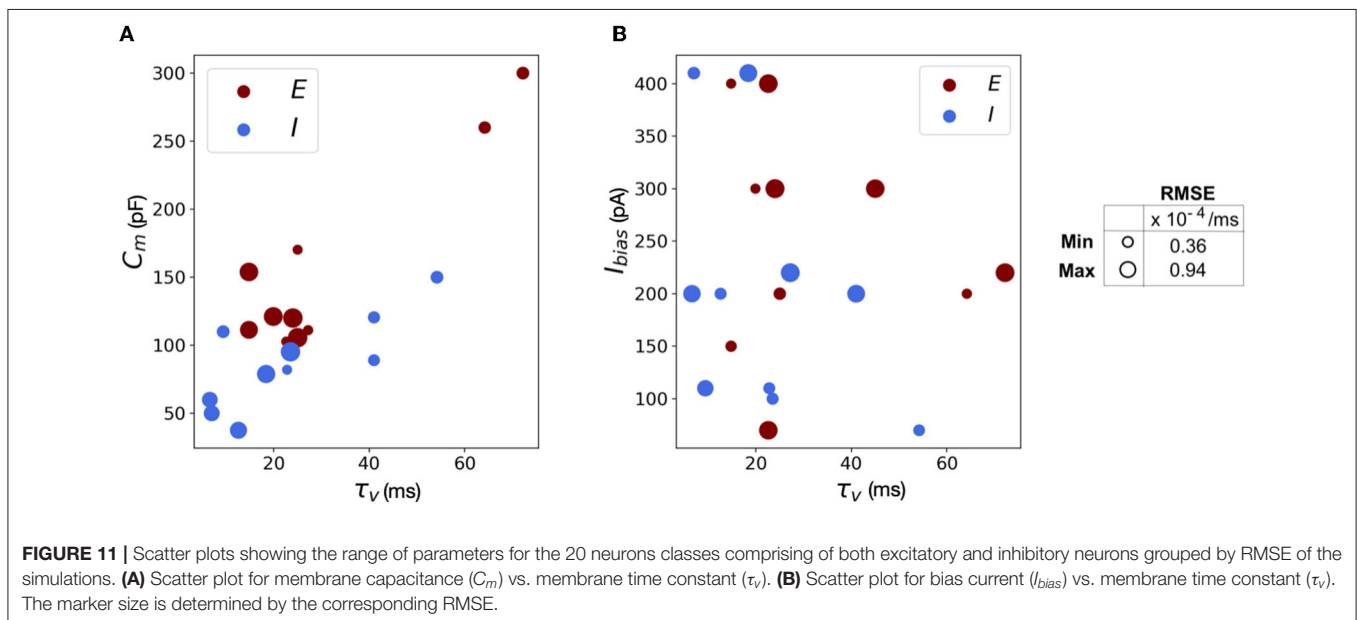 A
300
250
200
150
100
50
C_m (pF)
E
I
20
40
60
τ_v (ms)
B
400
350
300
250
200
150
100
I_bias (pA)
E
I
20
40
60
τ_v (ms)
RMSE
x 10^-4/ms
Min 0.36
Max 0.94
FIGURE 11 | Scatter plots showing the range of parameters for the 20 neurons classes comprising of both excitatory and inhibitory neurons grouped by RMSE of the
simulations. (A) Scatter plot for membrane capacitance (C_m) vs. membrane time constant (τ_v). (B) Scatter plot for bias current (I_bias) vs. membrane time constant (τ_v).
The marker size is determined by the corresponding RMSE.